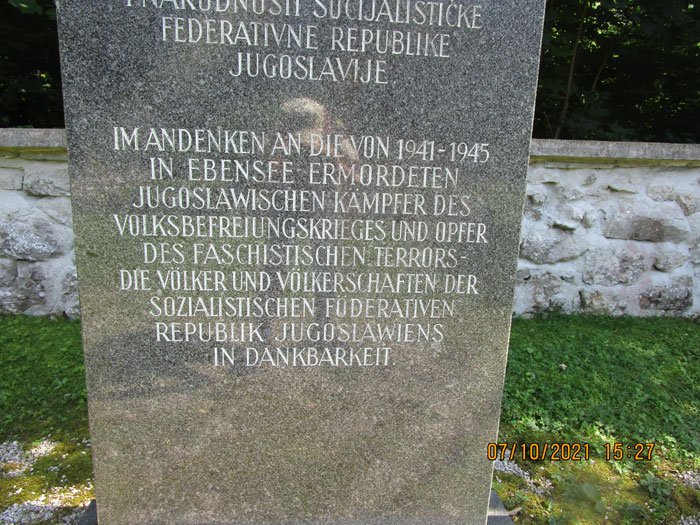 I NARODNOSTI SOCIJALISTIČKE
FEDERATIVNE REPUBLIKE
JUGOSLAVIJE.
IM ANDENKEN AN DIE VON 1941-1945
IN EBENSEE ERMORDETEN
JUGOSLAWISCHEN KÄMPFER DES
VOLKSBEFREIUNGSKRIEGES UND OPFER
DES FASCHISTISCHEN TERRORS-
DIE VÖLKER UND VÖLKERSCHAFTEN DER
SOZIALISTISCHEN FÖDERATIVEN
REPUBLIK JUGOSLAWIENS
IN DANKBARKEIT.
07/10/2021 15:27